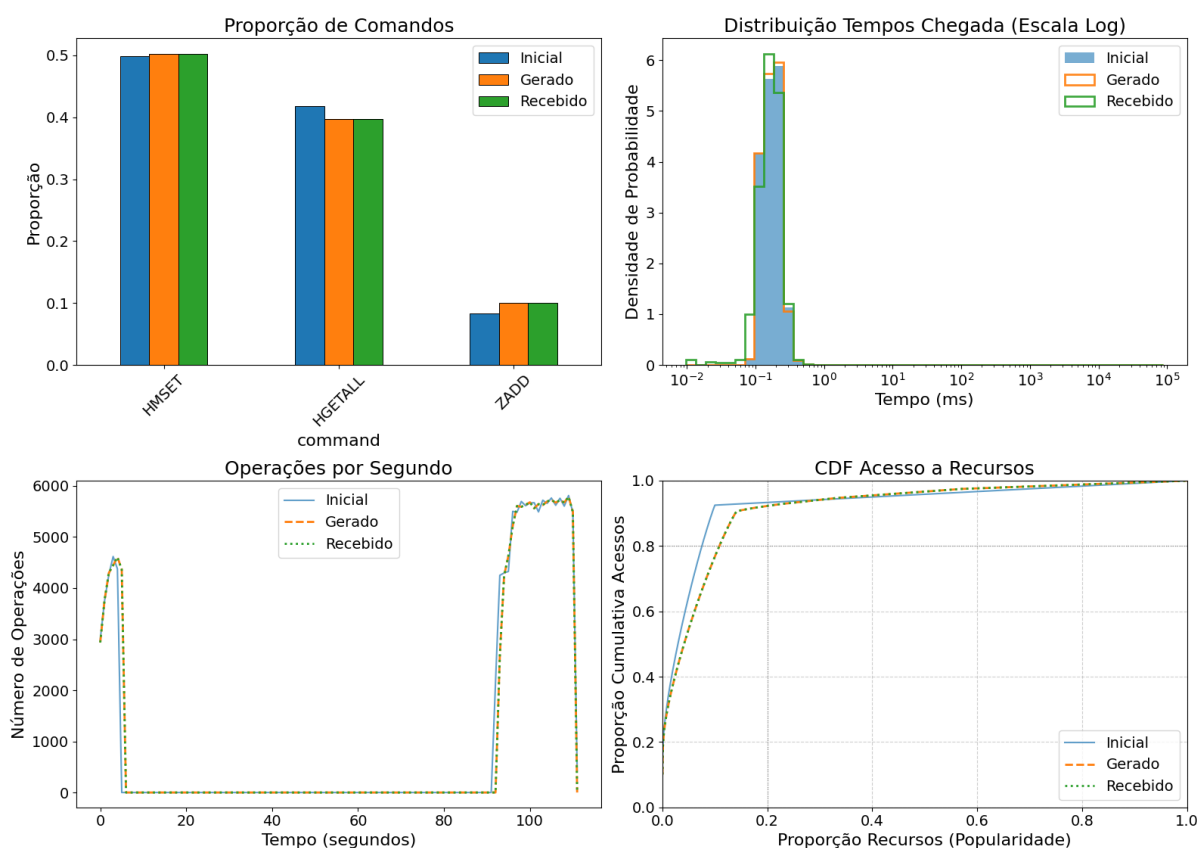 Proporção de Comandos
Proporção
0.5
0.4
0.3
0.2
0.1
0.0
Inicial
Gerado
Recebido
HMSET
HGETALL
ZADD
command
Distribuição Tempos Chegada (Escala Log)
Densidade de Probabilidade
6
5
4
3
2
1
0
Inicial
Gerado
Recebido
10⁻² 10⁻¹ 10⁰ 10¹ 10² 10³ 10⁴ 10⁵
Tempo (ms)
Operações por Segundo
Número de Operações
6000
5000
4000
3000
2000
1000
0
Inicial
Gerado
Recebido
0 20 40 60 80 100
Tempo (segundos)
CDF Acesso a Recursos
Proporção Cumulativa Acessos
1.0
0.8
0.6
0.4
0.2
0.0
Inicial
Gerado
Recebido
0.0 0.2 0.4 0.6 0.8 1.0
Proporção Recursos (Popularidade)